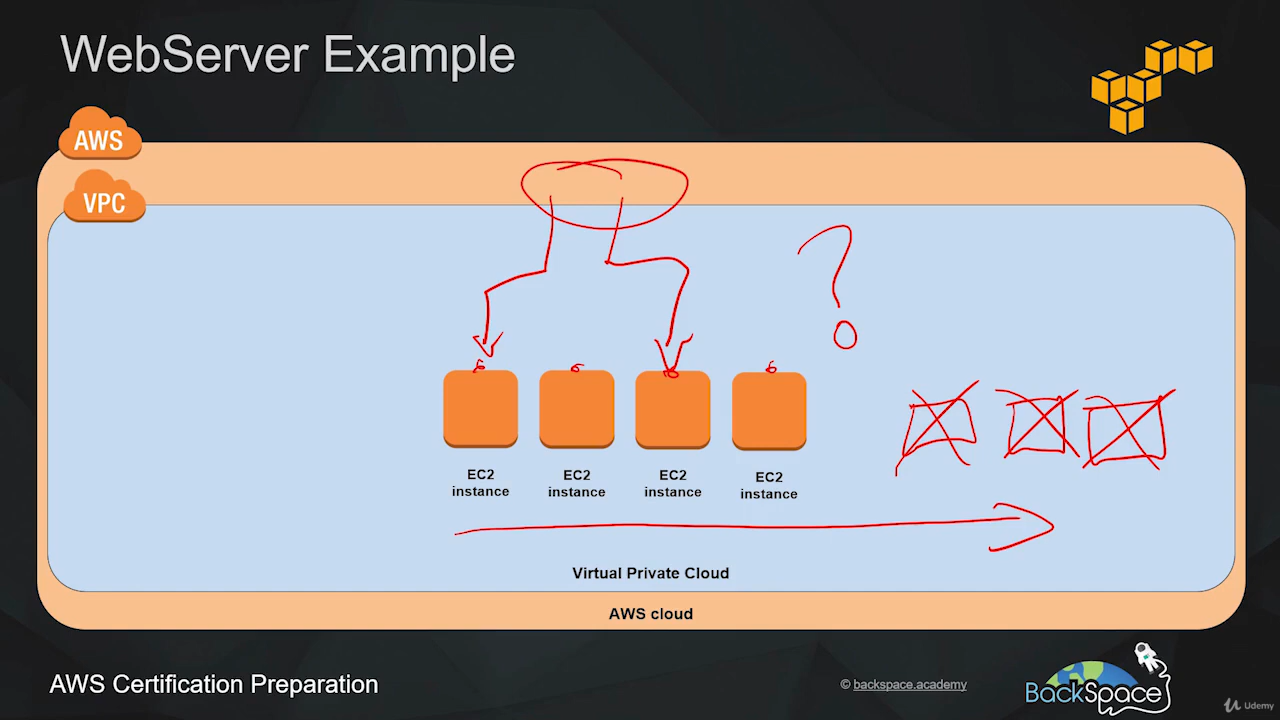 WebServer Example
AWS
VPC
?
EC2
instance
EC2
instance
EC2
instance
EC2
instance
Virtual Private Cloud
AWS cloud
AWS Certification Preparation
© backspace.academy
BackSpace
Udemy